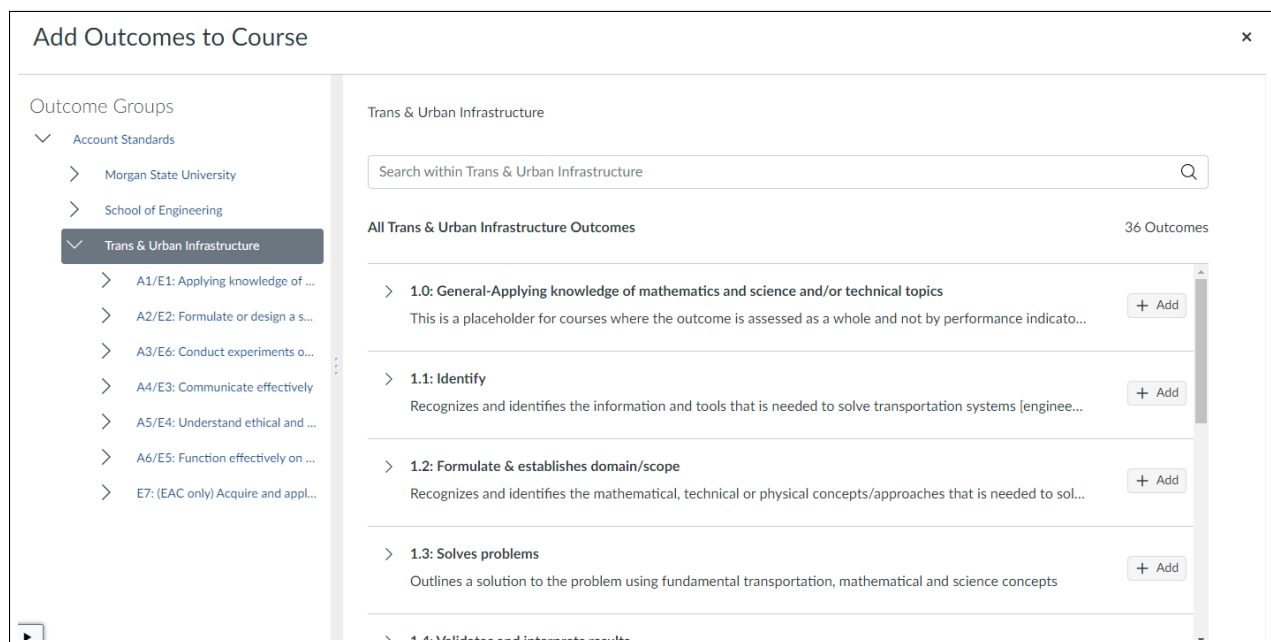 Add Outcomes to Course
×
Outcome Groups
Account Standards
Morgan State University
School of Engineering
Trans & Urban Infrastructure
A1/E1: Applying knowledge of ...
A2/E2: Formulate or design a s...
A3/E6: Conduct experiments o...
A4/E3: Communicate effectively
A5/E4: Understand ethical and ...
A6/E5: Function effectively on ...
E7: (EAC only) Acquire and appl...
Trans & Urban Infrastructure
Search within Trans & Urban Infrastructure
All Trans & Urban Infrastructure Outcomes
36 Outcomes
1.0: General-Applying knowledge of mathematics and science and/or technical topics
This is a placeholder for courses where the outcome is assessed as a whole and not by performance indicato...
+ Add
1.1: Identify
Recognizes and identifies the information and tools that is needed to solve transportation systems [enginee...
+ Add
1.2: Formulate & establishes domain/scope
Recognizes and identifies the mathematical, technical or physical concepts/approaches that is needed to sol...
+ Add
1.3: Solves problems
Outlines a solution to the problem using fundamental transportation, mathematical and science concepts
+ Add
1.4: Validates and interprets results